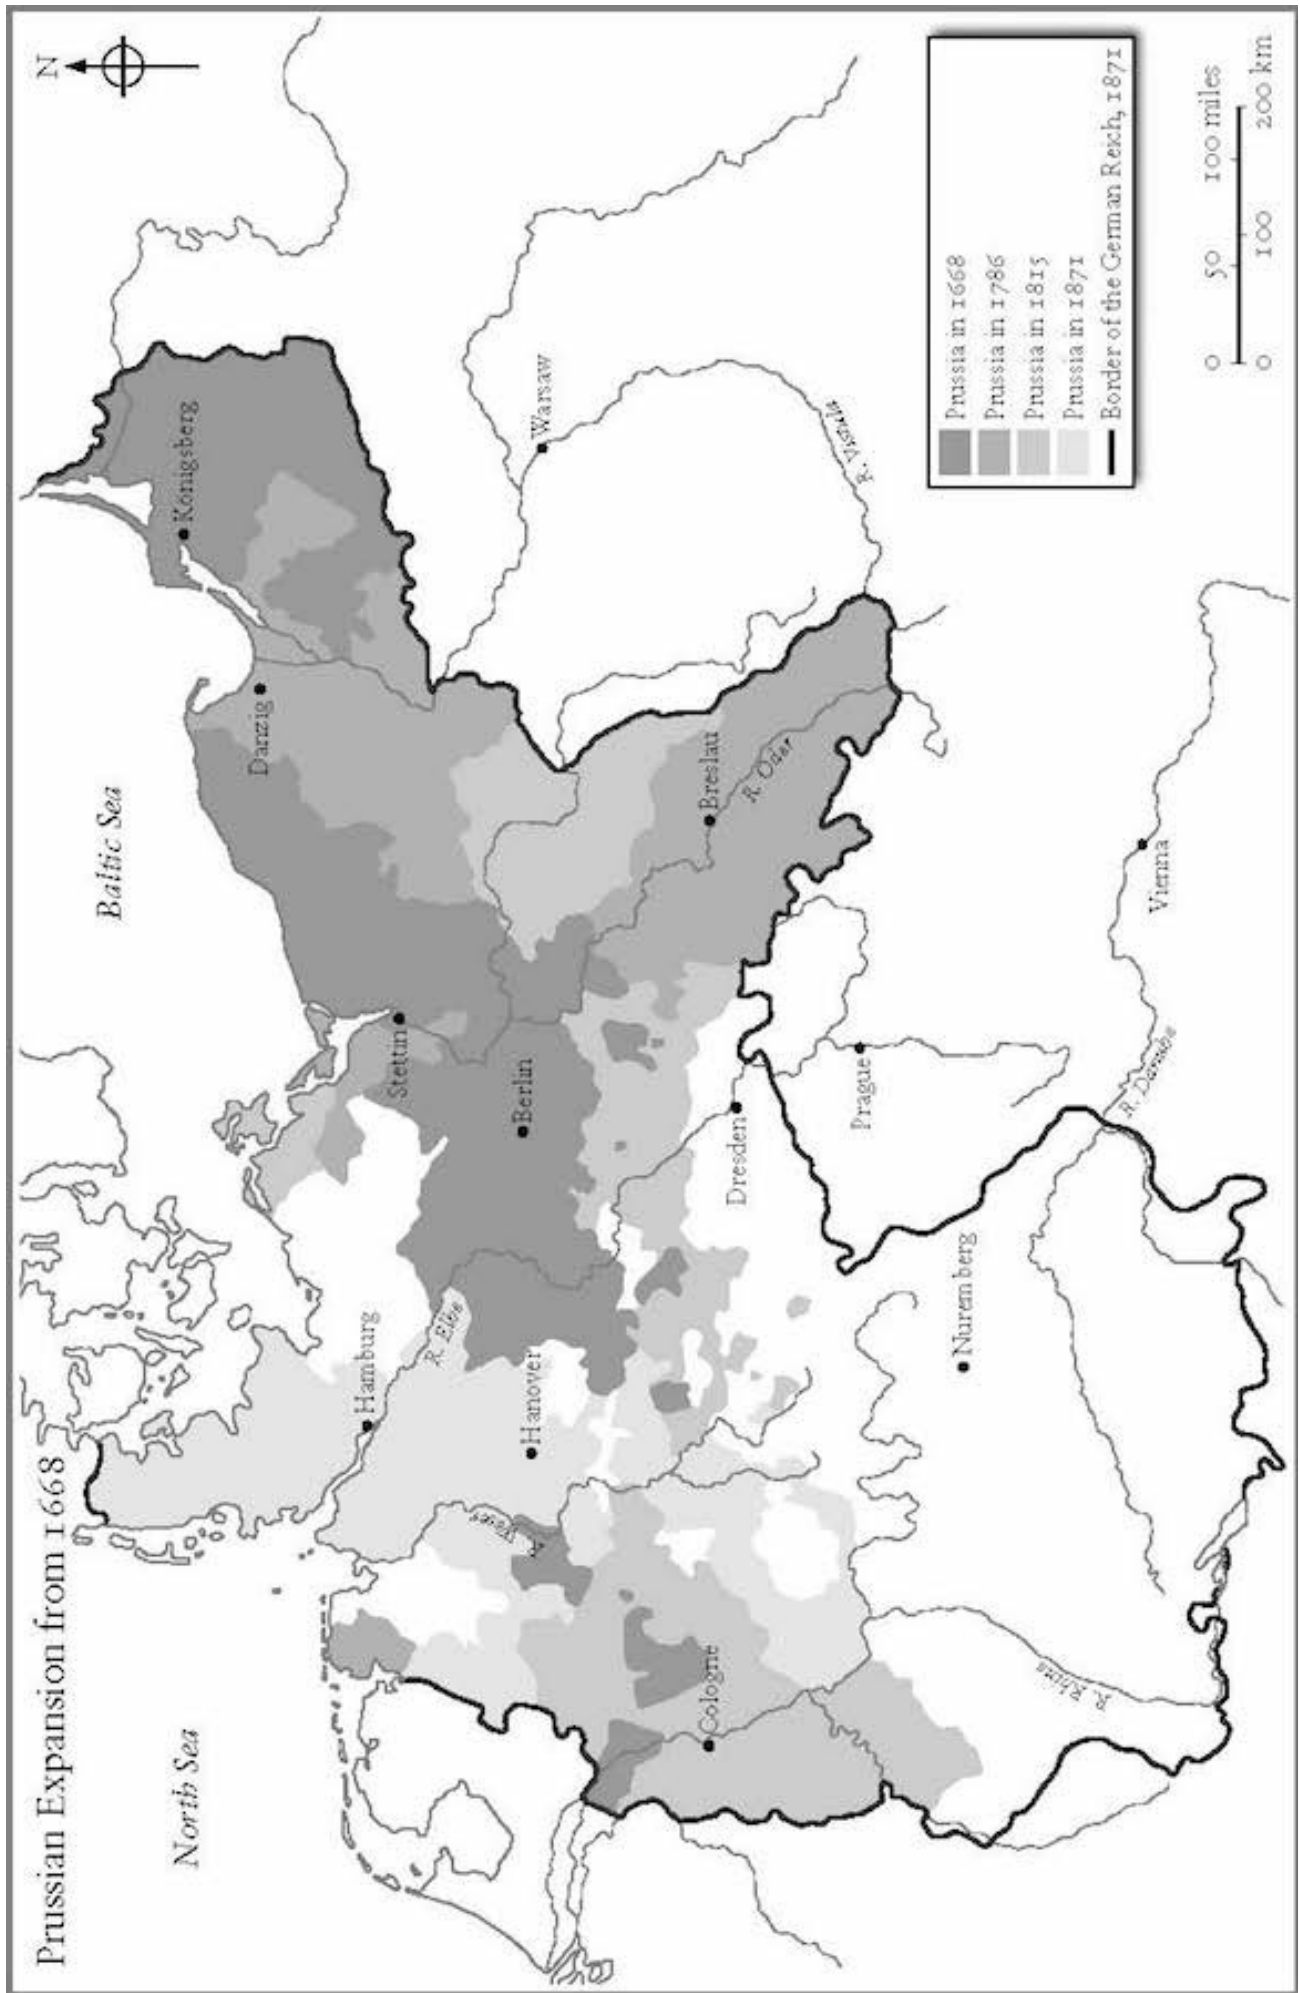 Prussian Expansion from 1668
N
North Sea
Baltic Sea
Königsberg
Danzig
Hamburg
Stettin
R. Elbe
Hanover
Berlin
Warsaw
R. Weser
Cologne
Dresden
Breslau
R. Oder
R. Vistula
Prague
Nuremberg
R. Rhine
R. Danube
Vienna
Prussia in 1668
Prussia in 1786
Prussia in 1815
Prussia in 1871
Border of the German Reich, 1871
0 50 100 miles
0 100 200 km